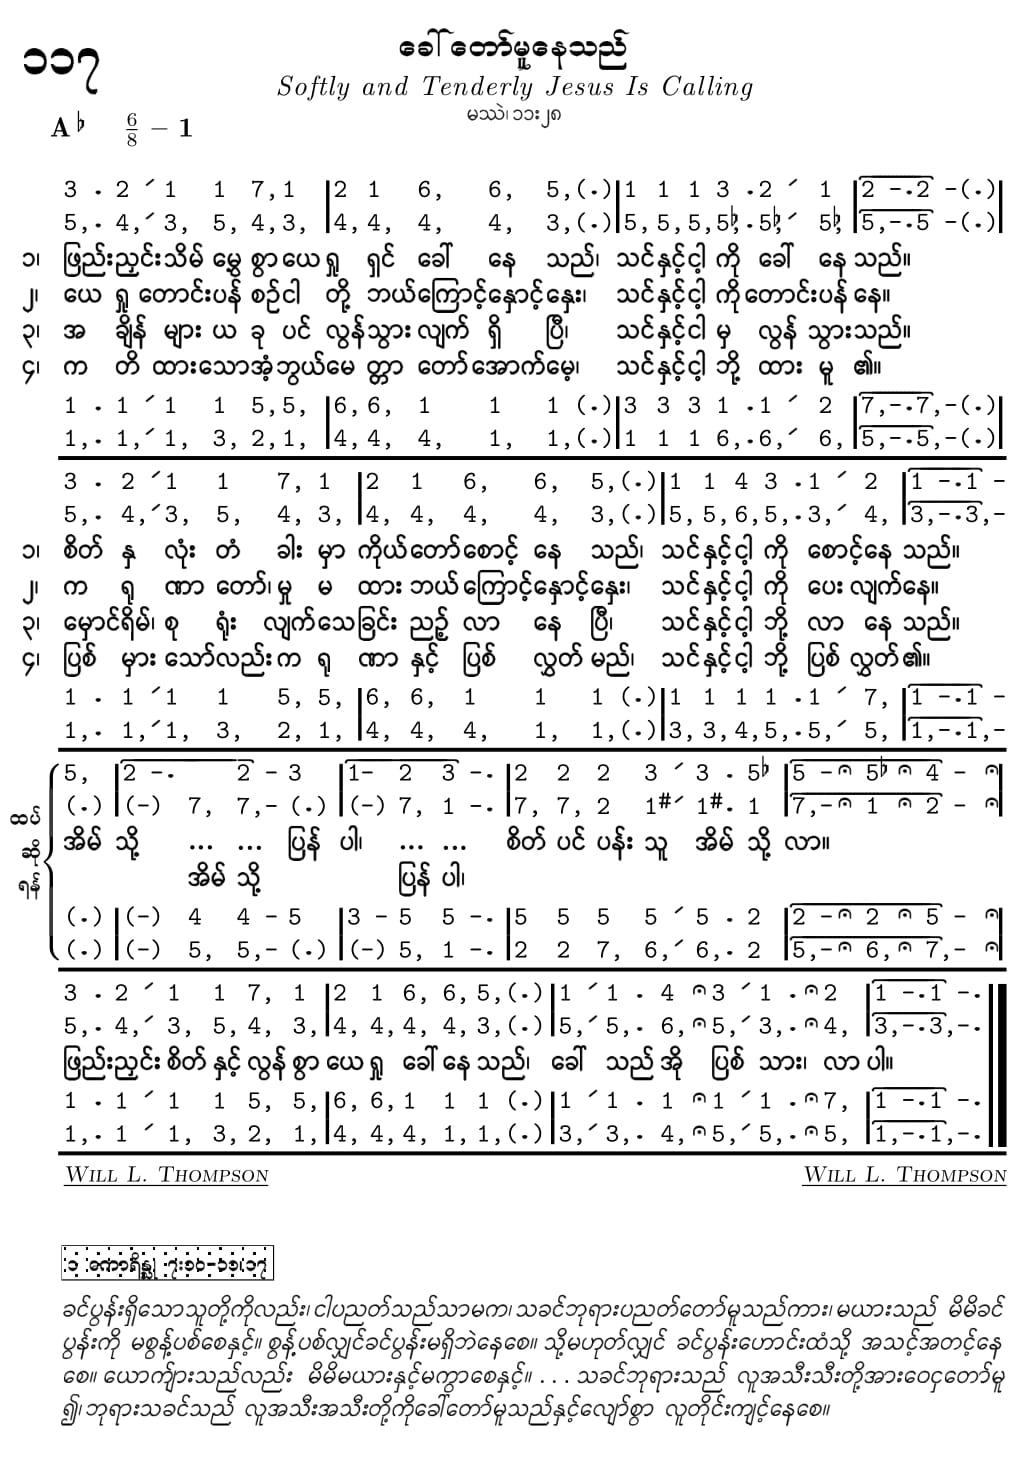 ၁၁၇
ခေါ်တော်မူနေသည်
Softly and Tenderly Jesus Is Calling
မဿဲ၊ ၁၁း၂၈
A♭ 6/8 – 1
3 . 2 ´ 1 1 7, 1 |2 1 6, 6, 5,(.)|1 1 1 3 .2 ´ 1 |2 -.2 -(.)|
5,. 4,´ 3, 5, 4,3, |4,4, 4, 4, 3,(.)|5,5,5,5♭,.5♭,´ 5♭,|5,-.5 -(.)|
၁၊ ဖြည်းညှင်းသိမ် မွေ့ စွာ ယေရှု ရှင် ခေါ် နေ သည်၊ သင်နှင့်ငါ့ ကို ခေါ် နေ သည်။
၂၊ ယေ ရှု တောင်းပန် စဉ်ငါ တို့ ဘယ်ကြောင့်နှောင့်နှေး၊ သင်နှင့်ငါ့ ကိုတောင်းပန် နေ။
၃၊ အ ချိန် များ ယ ခု ပင် လွန်သွား လျက် ရှိ ပြီ၊ သင်နှင့်ငါ မှ လွန် သွားသည်။
၄၊ က တိ ထားသောအံ့ဘွယ်မေ တ္တာ တော်အောက်မေ့၊ သင်နှင့်ငါ့ ဘို့ ထား မူ ၏။
1 . 1 ´ 1 1 5,5, |6,6, 1 1 1 (.)|3 3 3 1 .1 ´ 2 |7,-.7,-(.)|
1,. 1,´ 1, 3, 2,1, |4,4, 4, 1, 1,(.)|1 1 1 6,.6,´ 6,|5,-.5,-(.)|
3 . 2 ´ 1 1 7, 1 |2 1 6, 6, 5,(.)|1 1 4 3 .1 ´ 2 |1 -.1 -
5,. 4,´ 3, 5, 4, 3, |4, 4, 4, 4, 3,(.)|5,5,6,5,.3,´ 4, |3,-.3,-
၁၊ စိတ် နှ လုံး တံ ခါး မှာ ကိုယ်တော်စောင့် နေ သည်၊ သင်နှင့်ငါ့ ကို စောင့်နေ သည်။
၂၊ က ရု ဏာ တော်၊မှု မ ထား ဘယ်ကြောင့်နှောင့်နှေး၊ သင်နှင့်ငါ့ ကို ပေး လျက်နေ။
၃၊ မှောင်ရိမ်၊ စု ရုံး လျက်သေခြင်း ညဉ့် လာ နေ ပြီ၊ သင်နှင့်ငါ့ ဘို့ လာ နေ သည်။
၄၊ ပြစ် မှား သော်လည်းက ရု ဏာ နှင့် ပြစ် လွှတ် မည်၊ သင်နှင့်ငါ့ ဘို့ ပြစ် လွှတ်၏။
1 . 1 ´ 1 1 5, 5, |6, 6, 1 1 1 (.)|1 1 1 1 .1 ´ 7, |1 -.1 -
1,. 1,´ 1, 3, 2, 1, |4, 4, 4, 1, 1,(.)|3,3,4,5,.5,´ 5, |1,-.1,-
5, |2 -. 2 - 3 |1- 2 3 -. |2 2 2 3 ´ 3 . 5♭ |5 - 𝄐 5♭ 𝄐 4 - 𝄐|
(.) |(-) 7, 7,- (.) |(-) 7, 1 -. |7, 7, 2 1#´ 1#. 1 |7,- 𝄐 1 𝄐 2 - 𝄐|
ထပ်
ဆို
ရန်
အိမ် သို့ ... ... ပြန် ပါ၊ ... ... စိတ် ပင် ပန်း သူ အိမ် သို့ လာ။
အိမ် သို့ ပြန် ပါ၊
(.) |(-) 4 4 - 5 |3 - 5 5 -. |5 5 5 5 ´ 5 . 2 |2 - 𝄐 2 𝄐 5 - 𝄐|
(.) |(-) 5, 5,- (.) |(-) 5, 1 -. |2 2 7, 6,´ 6,. 2 |5,- 𝄐 6, 𝄐 7,- 𝄐|
3 . 2 ´ 1 1 7, 1 |2 1 6, 6,5,(.)|1 ´ 1 . 4 𝄐 3 ´ 1 . 𝄐 2 |1 -.1 -.
5,. 4,´ 3, 5,4, 3,|4, 4,4, 4,3,(.)|5,´ 5,. 6,𝄐 5,´ 3,. 𝄐 4, |3,-.3,-.
ဖြည်းညှင်း စိတ် နှင့် လွန် စွာ ယေ ရှု ခေါ် နေ သည်၊ ခေါ် သည် အို ပြစ် သား၊ လာ ပါ။
1 . 1 ´ 1 1 5, 5,|6, 6,1 1 1 (.)|1 ´ 1 . 1 𝄐 1 ´ 1 . 𝄐 7, |1 -.1 -.
1,. 1 ´ 1, 3,2, 1,|4, 4,4, 1,1,(.)|3,´ 3,. 4,𝄐 5,´ 5,. 𝄐 5, |1,-.1,-.
Will L. Thompson Will L. Thompson
၁ ကောရိန္သု ၇း၁၀-၁၁၊၁၇
ခင်ပွန်းရှိသောသူတို့ကိုလည်း၊ ငါပညတ်သည်သာမက၊ သခင်ဘုရားပညတ်တော်မူသည်ကား၊ မယားသည် မိမိခင်
ပွန်းကို မစွန့်ပစ်စေနှင့်။ စွန့်ပစ်လျှင်ခင်ပွန်းမရှိဘဲနေစေ။ သို့မဟုတ်လျှင် ခင်ပွန်းဟောင်းထံသို့ အသင့်အတင့်နေ
စေ။ ယောက်ျားသည်လည်း မိမိမယားနှင့်မကွာစေနှင့်။ . . . သခင်ဘုရားသည် လူအသီးသီးတို့အားဝေငှတော်မူ
၍၊ ဘုရားသခင်သည် လူအသီးအသီးတို့ကိုခေါ်တော်မူသည်နှင့်လျော်စွာ လူတိုင်းကျင့်နေစေ။